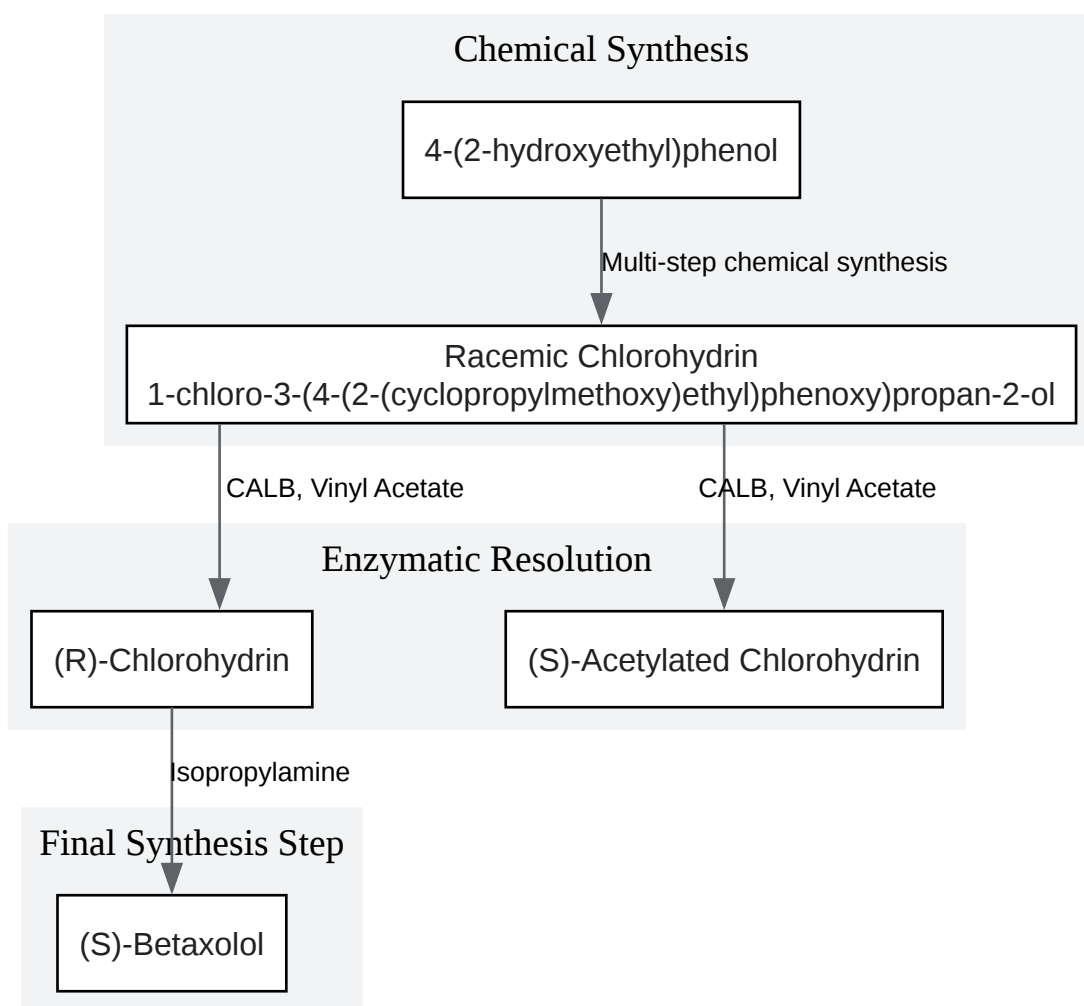 Chemical Synthesis
4-(2-hydroxyethyl)phenol
Multi-step chemical synthesis
Racemic Chlorohydrin
1-chloro-3-(4-(2-(cyclopropylmethoxy)ethyl)phenoxy)propan-2-ol
CALB, Vinyl Acetate
CALB, Vinyl Acetate
Enzymatic Resolution
(R)-Chlorohydrin
(S)-Acetylated Chlorohydrin
Isopropylamine
Final Synthesis Step
(S)-Betaxolol